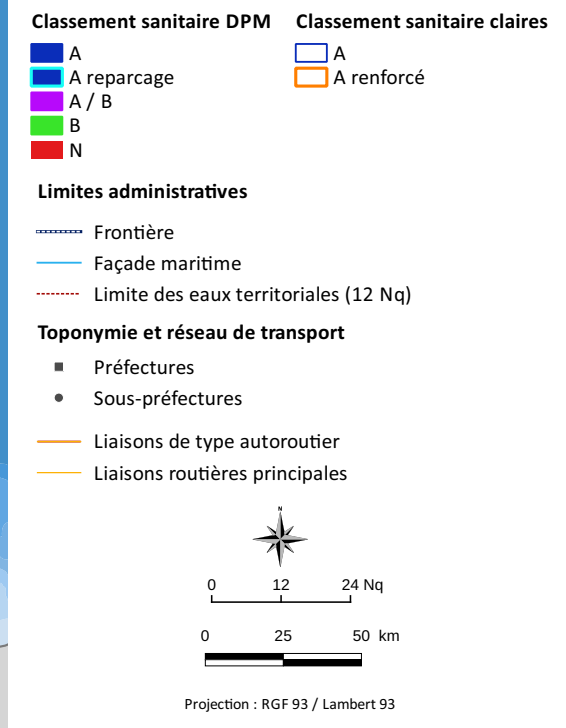 Classement sanitaire DPM Classement sanitaire claires
A A
A reparcage A renforcé
A / B
B
N
Limites administratives
Frontière
Façade maritime
Limite des eaux territoriales (12 Nq)
Toponymie et réseau de transport
Préfectures
Sous-préfectures
Liaisons de type autoroutier
Liaisons routières principales
N
0 12 24 Nq
0 25 50 km
Projection : RGF 93 / Lambert 93